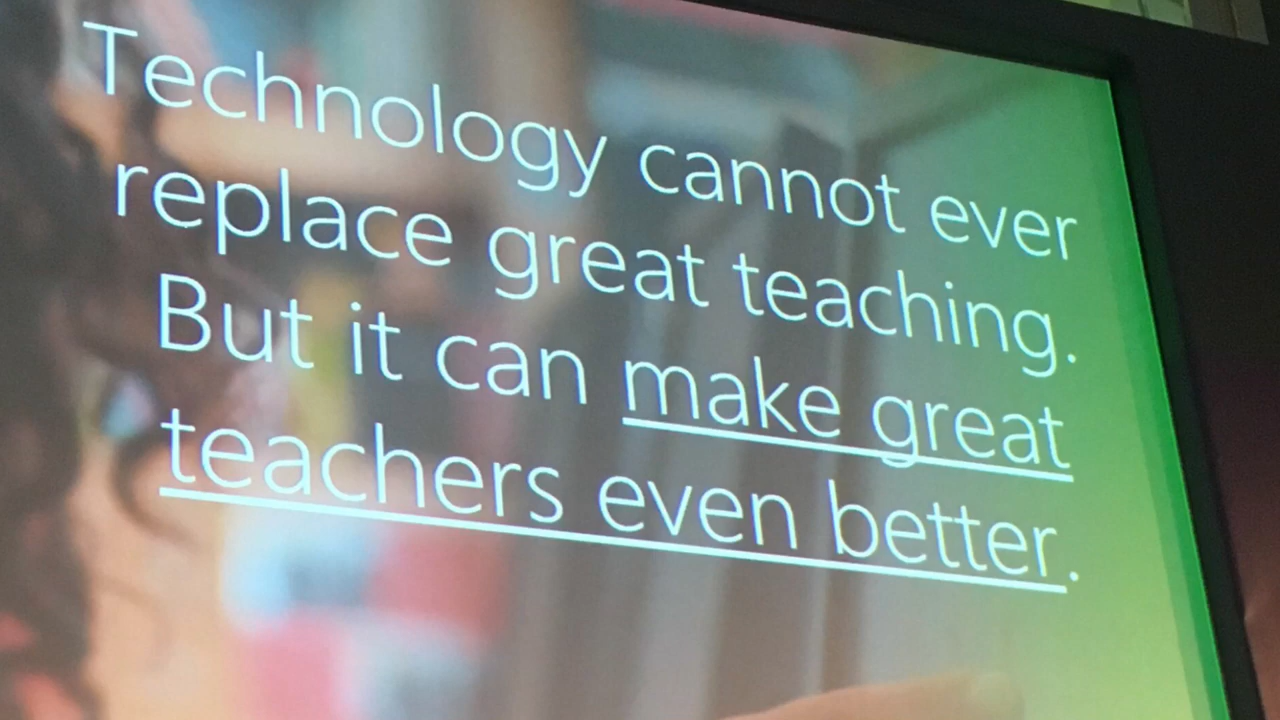 Technology cannot ever
replace great teaching.
But it can make great
teachers even better.